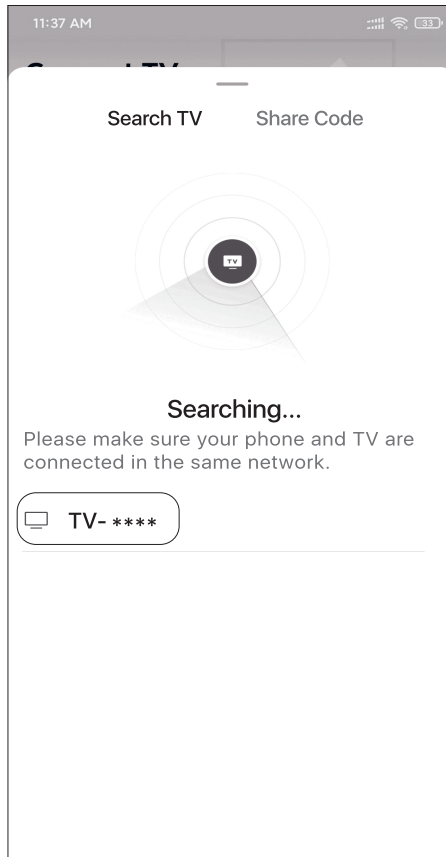 11:37 AM
33
Search TV
Share Code
TV
Searching...
Please make sure your phone and TV are
connected in the same network.
TV- ****